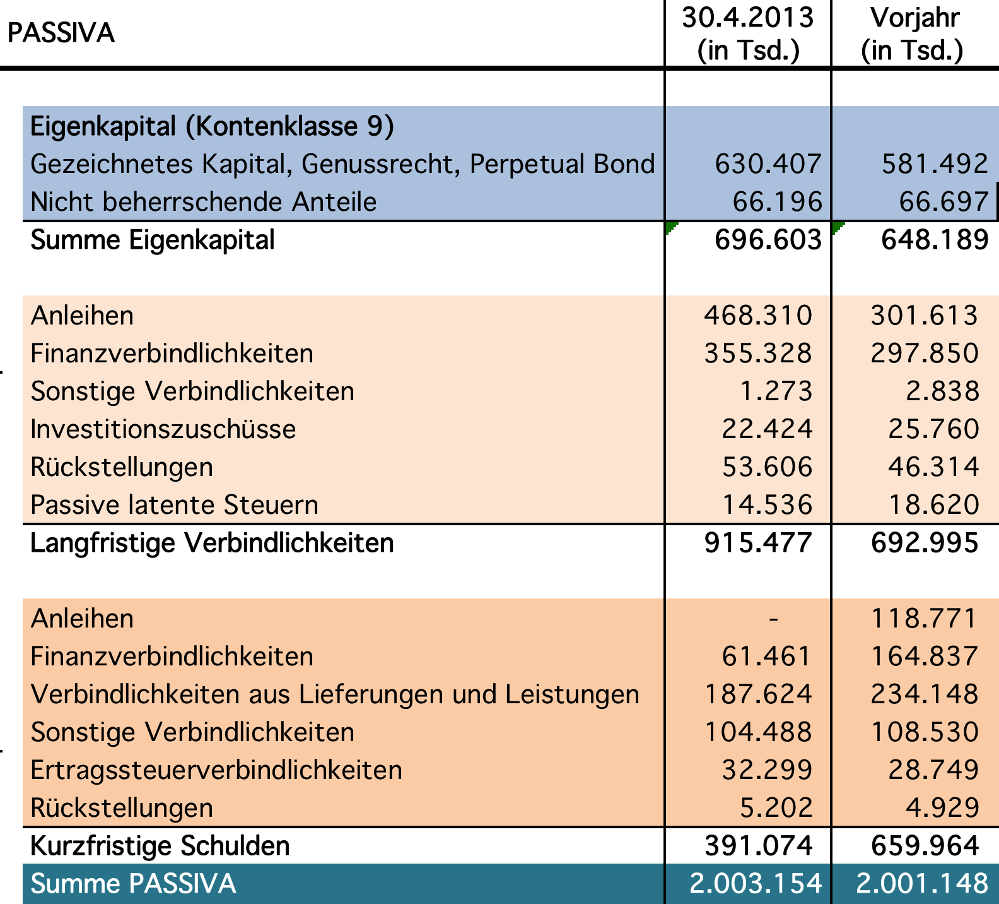 PASSIVA 30.4.2013 (in Tsd.) Vorjahr (in Tsd.)
Eigenkapital (Kontenklasse 9)
Gezeichnetes Kapital, Genussrecht, Perpetual Bond 630.407 581.492
Nicht beherrschende Anteile 66.196 66.697
Summe Eigenkapital 696.603 648.189
Anleihen 468.310 301.613
Finanzverbindlichkeiten 355.328 297.850
Sonstige Verbindlichkeiten 1.273 2.838
Investitionszuschüsse 22.424 25.760
Rückstellungen 53.606 46.314
Passive latente Steuern 14.536 18.620
Langfristige Verbindlichkeiten 915.477 692.995
Anleihen - 118.771
Finanzverbindlichkeiten 61.461 164.837
Verbindlichkeiten aus Lieferungen und Leistungen 187.624 234.148
Sonstige Verbindlichkeiten 104.488 108.530
Ertragssteuerverbindlichkeiten 32.299 28.749
Rückstellungen 5.202 4.929
Kurzfristige Schulden 391.074 659.964
Summe PASSIVA 2.003.154 2.001.148